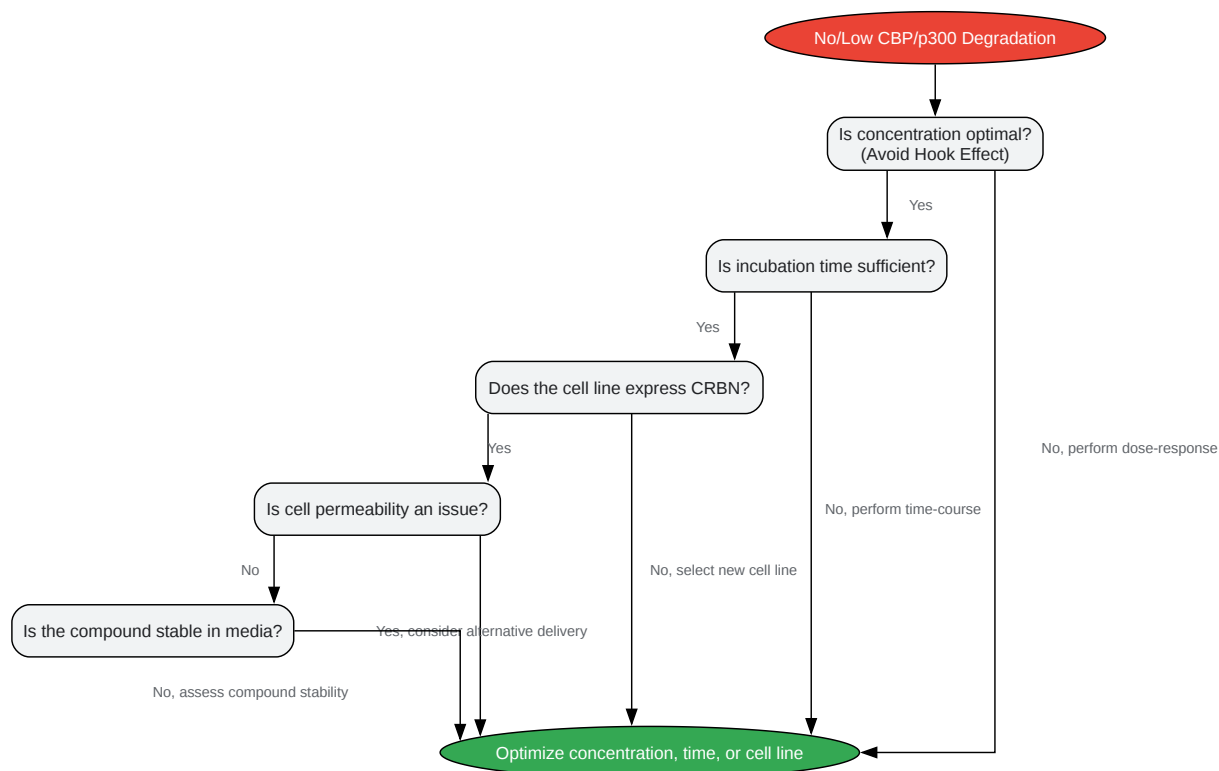 No/Low CBP/p300 Degradation
Is concentration optimal?
(Avoid Hook Effect)
Yes
Is incubation time sufficient?
Yes
Does the cell line express CRBN?
Yes
No, perform dose-response
Is cell permeability an issue?
No, perform time-course
No
No, select new cell line
Is the compound stable in media?
Yes, consider alternative delivery
No, assess compound stability
Optimize concentration, time, or cell line